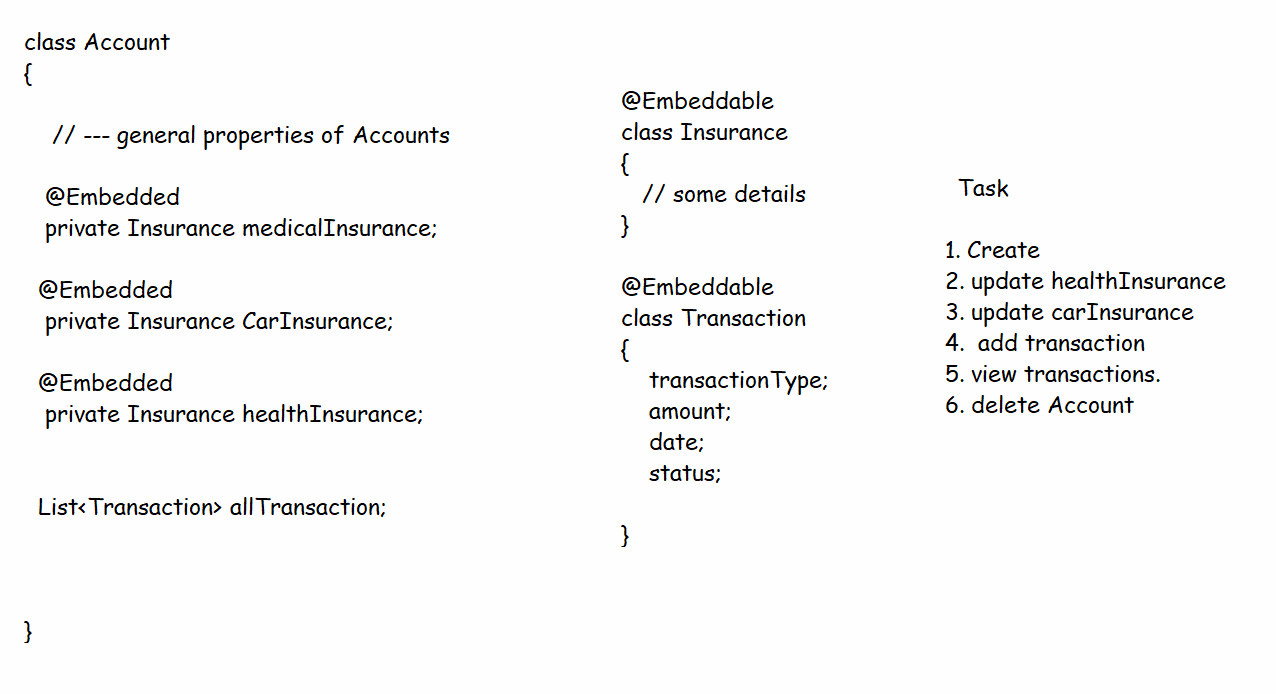 class Account
{
// --- general properties of Accounts
@Embedded
private Insurance medicalInsurance;
@Embedded
private Insurance CarInsurance;
@Embedded
private Insurance healthInsurance;
List<Transaction> allTransaction;
}
@Embeddable
class Insurance
{
// some details
}
@Embeddable
class Transaction
{
transactionType;
amount;
date;
status;
}
Task
1. Create
2. update healthInsurance
3. update carInsurance
4. add transaction
5. view transactions.
6. delete Account